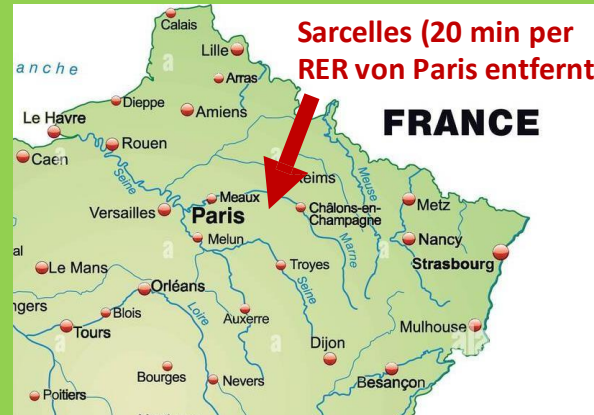 Sarcelles (20 min per
RER von Paris entfernt
FRANCE
anche
Calais
Lille
Arras
Dieppe
Amiens
Le Havre
Rouen
Caen
Seine
Reims
Meuse
Meaux
Metz
Versailles
Paris
Châlons-en-
Champagne
Marne
Nancy
Melun
Strasbourg
al
Le Mans
Troyes
Seine
Orléans
ngers
Blois
Loire
Auxerre
Mulhouse
Tours
Dijon
Bourges
Nevers
Besançon
Poitiers
a
a
a
a
a